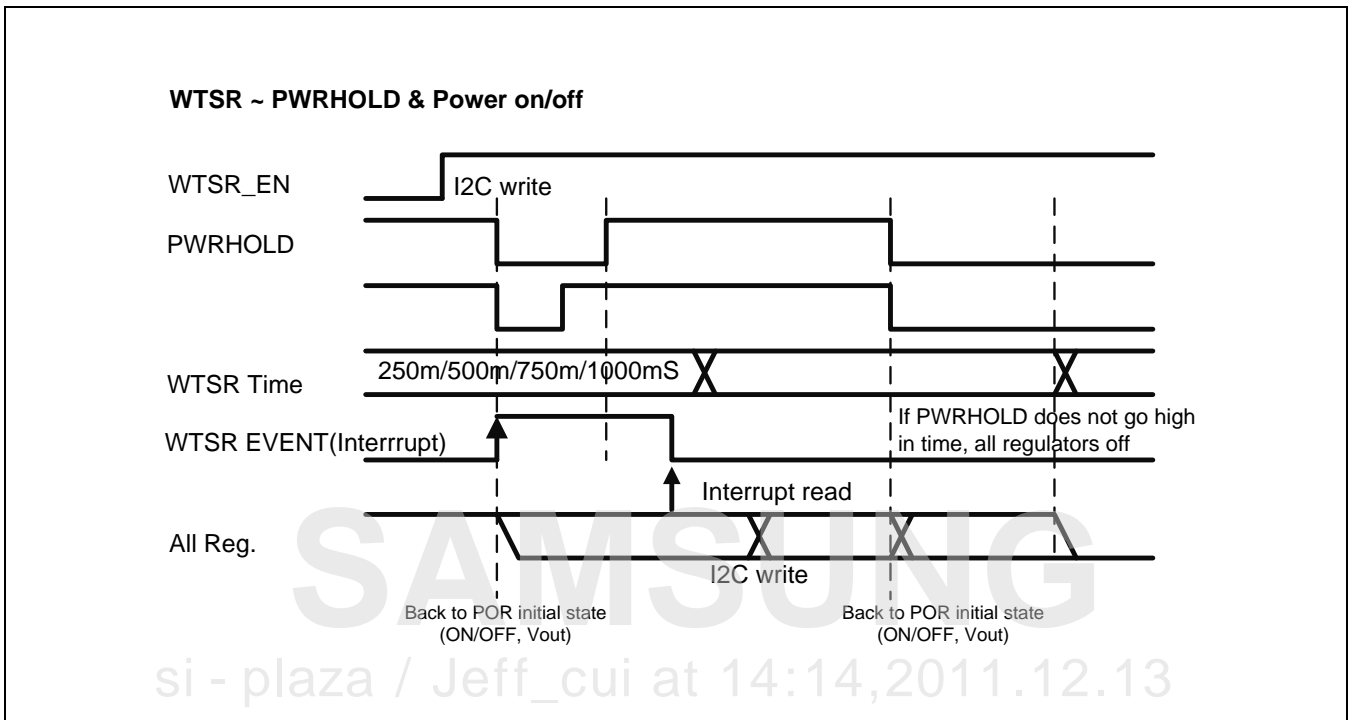 WTSR ~ PWRHOLD & Power on/off
WTSR_EN
I2C write
PWRHOLD
WTSR Time
250m/500m/750m/1000mS
If PWRHOLD does not go high
in time, all regulators off
WTSR EVENT(Interrrupt)
Interrupt read
All Reg.
I2C write
Back to POR initial state
(ON/OFF, Vout)
Back to POR initial state
(ON/OFF, Vout)
SAMSUNG
si - plaza / Jeff_cui at 14:14,2011.12.13